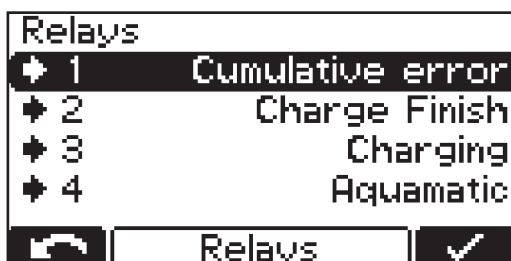 Relays
1 Cumulative error
2 Charge Finish
3 Charging
4 Aquamatic
Relays